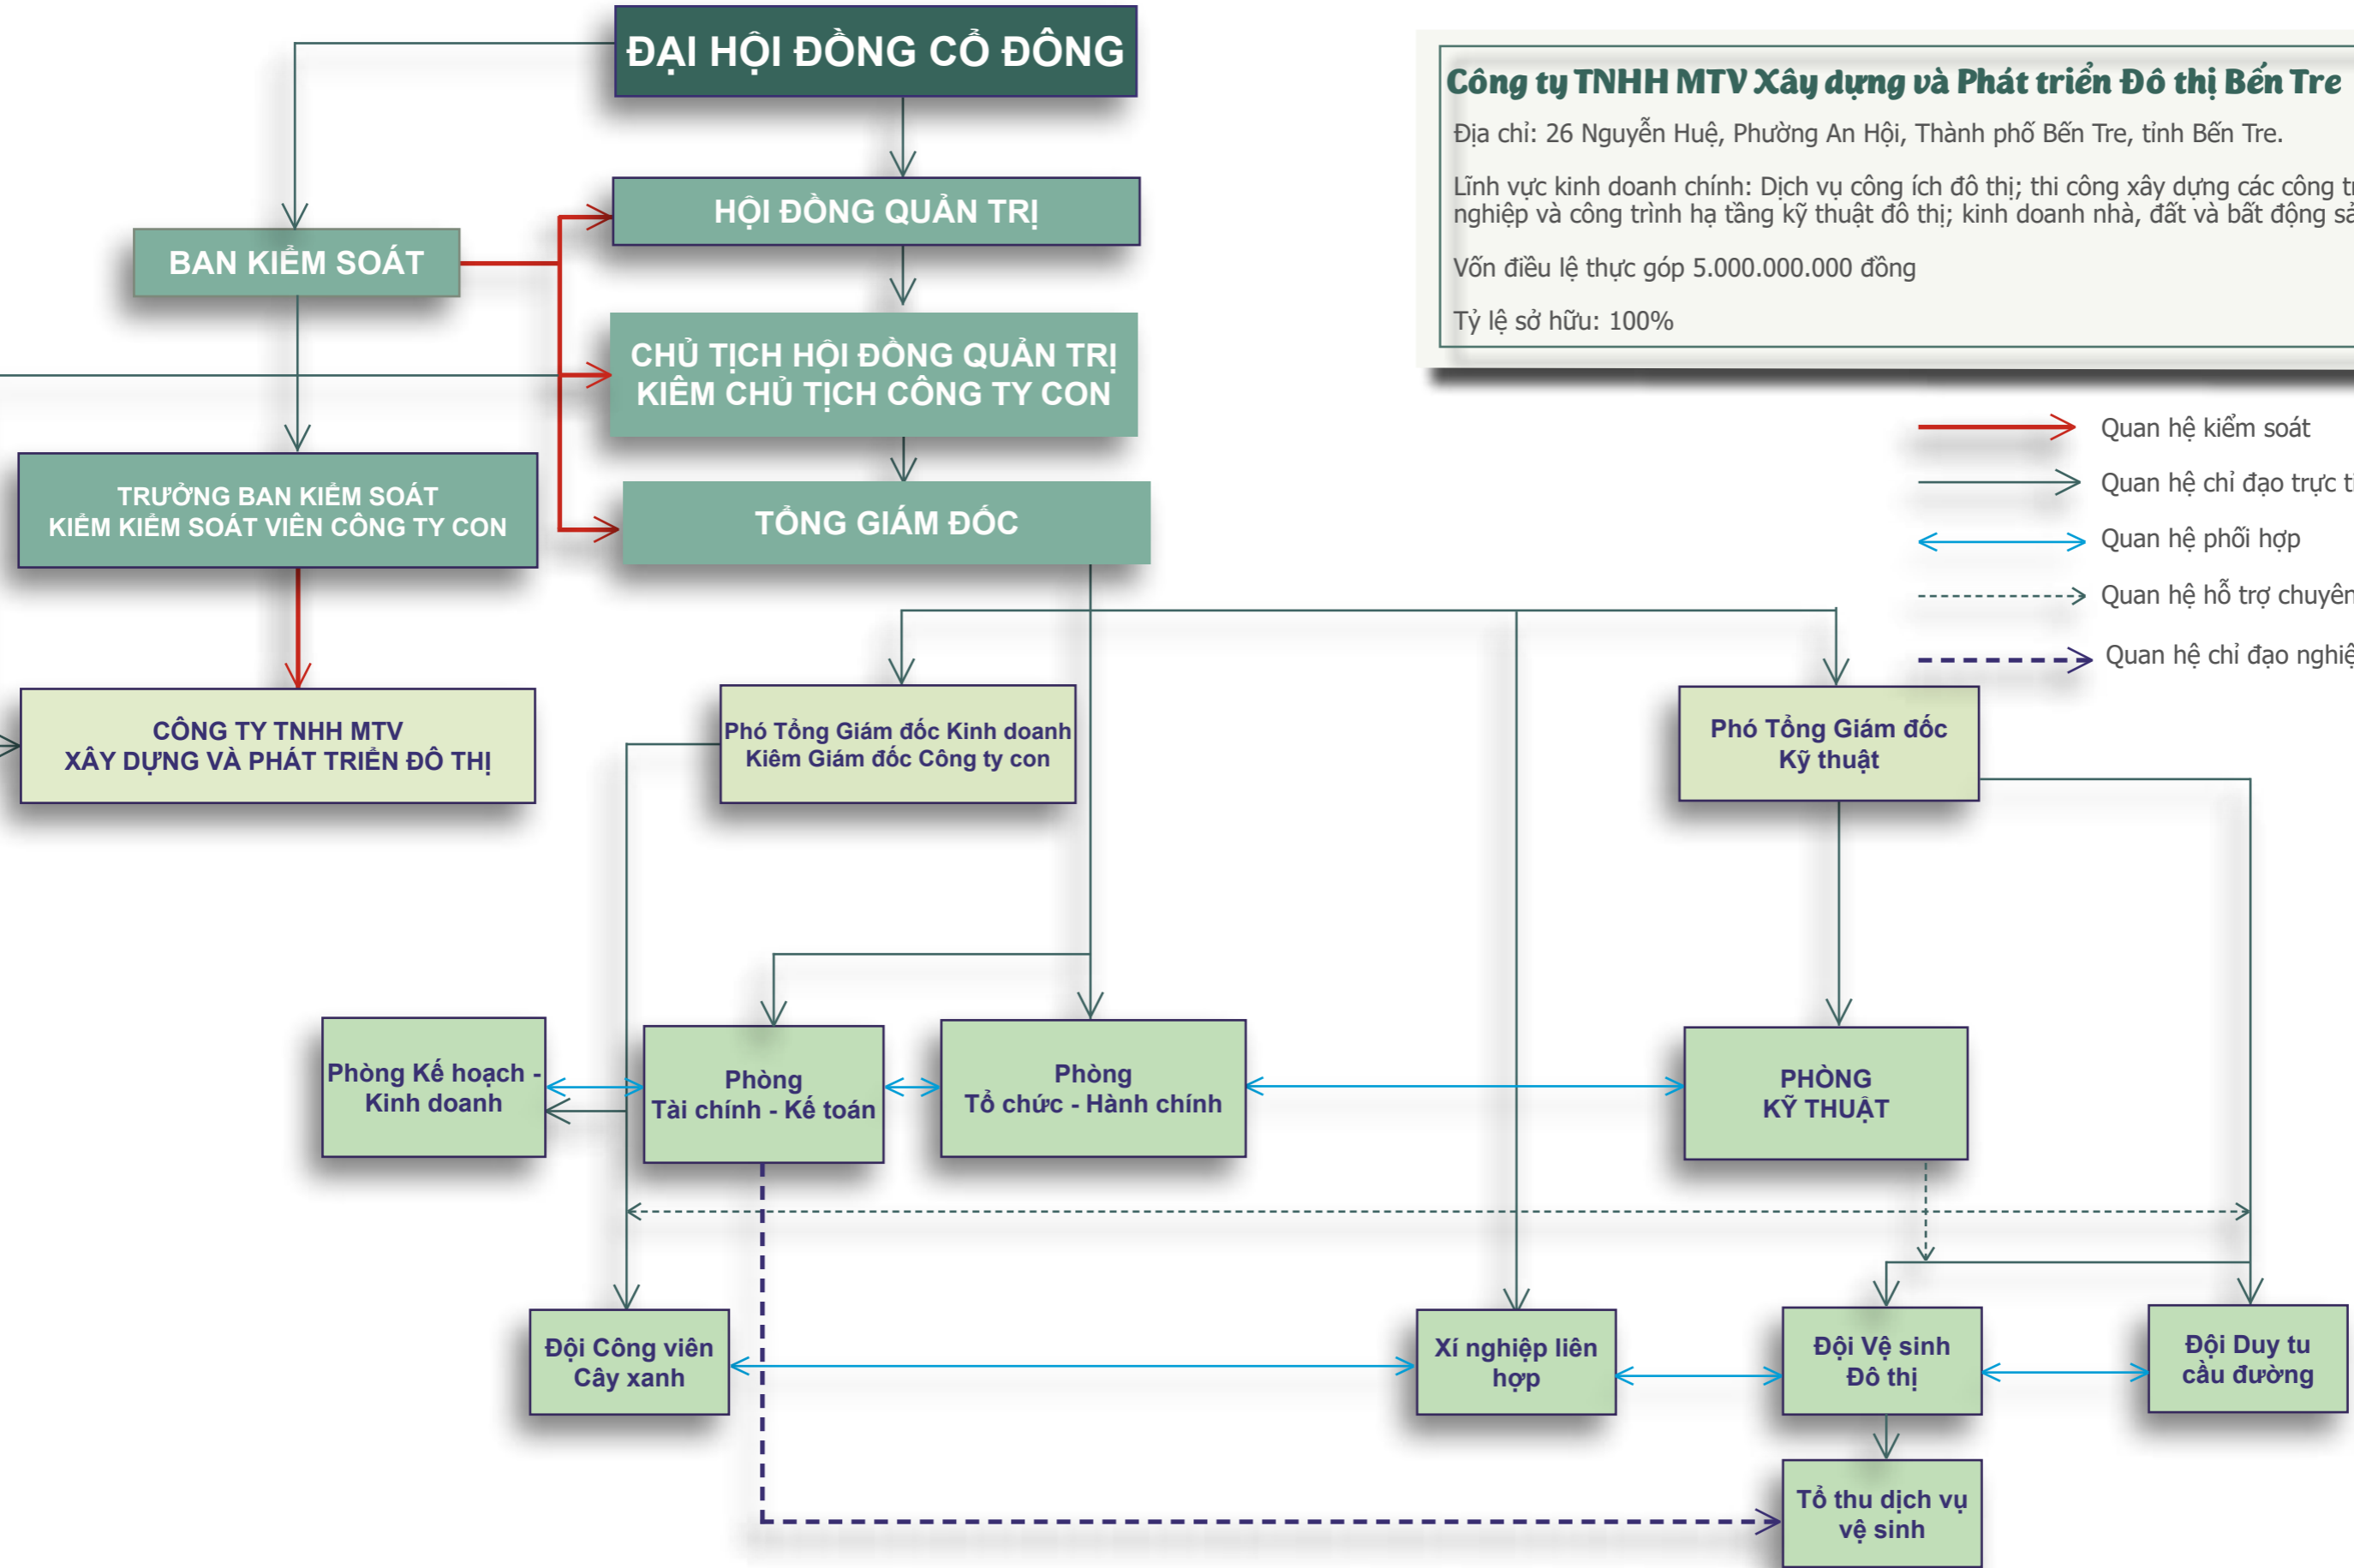 ĐẠI HỘI ĐỒNG CỔ ĐÔNG
HỘI ĐỒNG QUẢN TRỊ
BAN KIỂM SOÁT
CHỦ TỊCH HỘI ĐỒNG QUẢN TRỊ
KIÊM CHỦ TỊCH CÔNG TY CON
TRƯỞNG BAN KIỂM SOÁT
KIỂM KIỂM SOÁT VIÊN CÔNG TY CON
TỔNG GIÁM ĐỐC
Công ty TNHH MTV Xây dựng và Phát triển Đô thị Bến Tre
Địa chỉ: 26 Nguyễn Huệ, Phường An Hội, Thành phố Bến Tre, tỉnh Bến Tre.
Lĩnh vực kinh doanh chính: Dịch vụ công ích đô thị; thi công xây dựng các công
nghiệp và công trình hạ tầng kỹ thuật đô thị; kinh doanh nhà, đất và bất động
Vốn điều lệ thực góp 5.000.000.000 đồng
Tỷ lệ sở hữu: 100%
Quan hệ kiểm soát
Quan hệ chỉ đạo trực
Quan hệ phối hợp
Quan hệ hỗ trợ chuyên
Quan hệ chỉ đạo
CÔNG TY TNHH MTV
XÂY DỰNG VÀ PHÁT TRIỂN ĐÔ THỊ
Phó Tổng Giám đốc Kinh doanh
Kiêm Giám đốc Công ty con
Phó Tổng Giám đốc
Kỹ thuật
Phòng Kế hoạch -
Kinh doanh
Phòng
Tài chính - Kế toán
Phòng
Tổ chức - Hành chính
PHÒNG
KỸ THUẬT
Đội Công viên
Cây xanh
Xí nghiệp liên
hợp
Đội Vệ sinh
Đô thị
Đội Duy tu
cầu đường
Tổ thu dịch vụ
vệ sinh